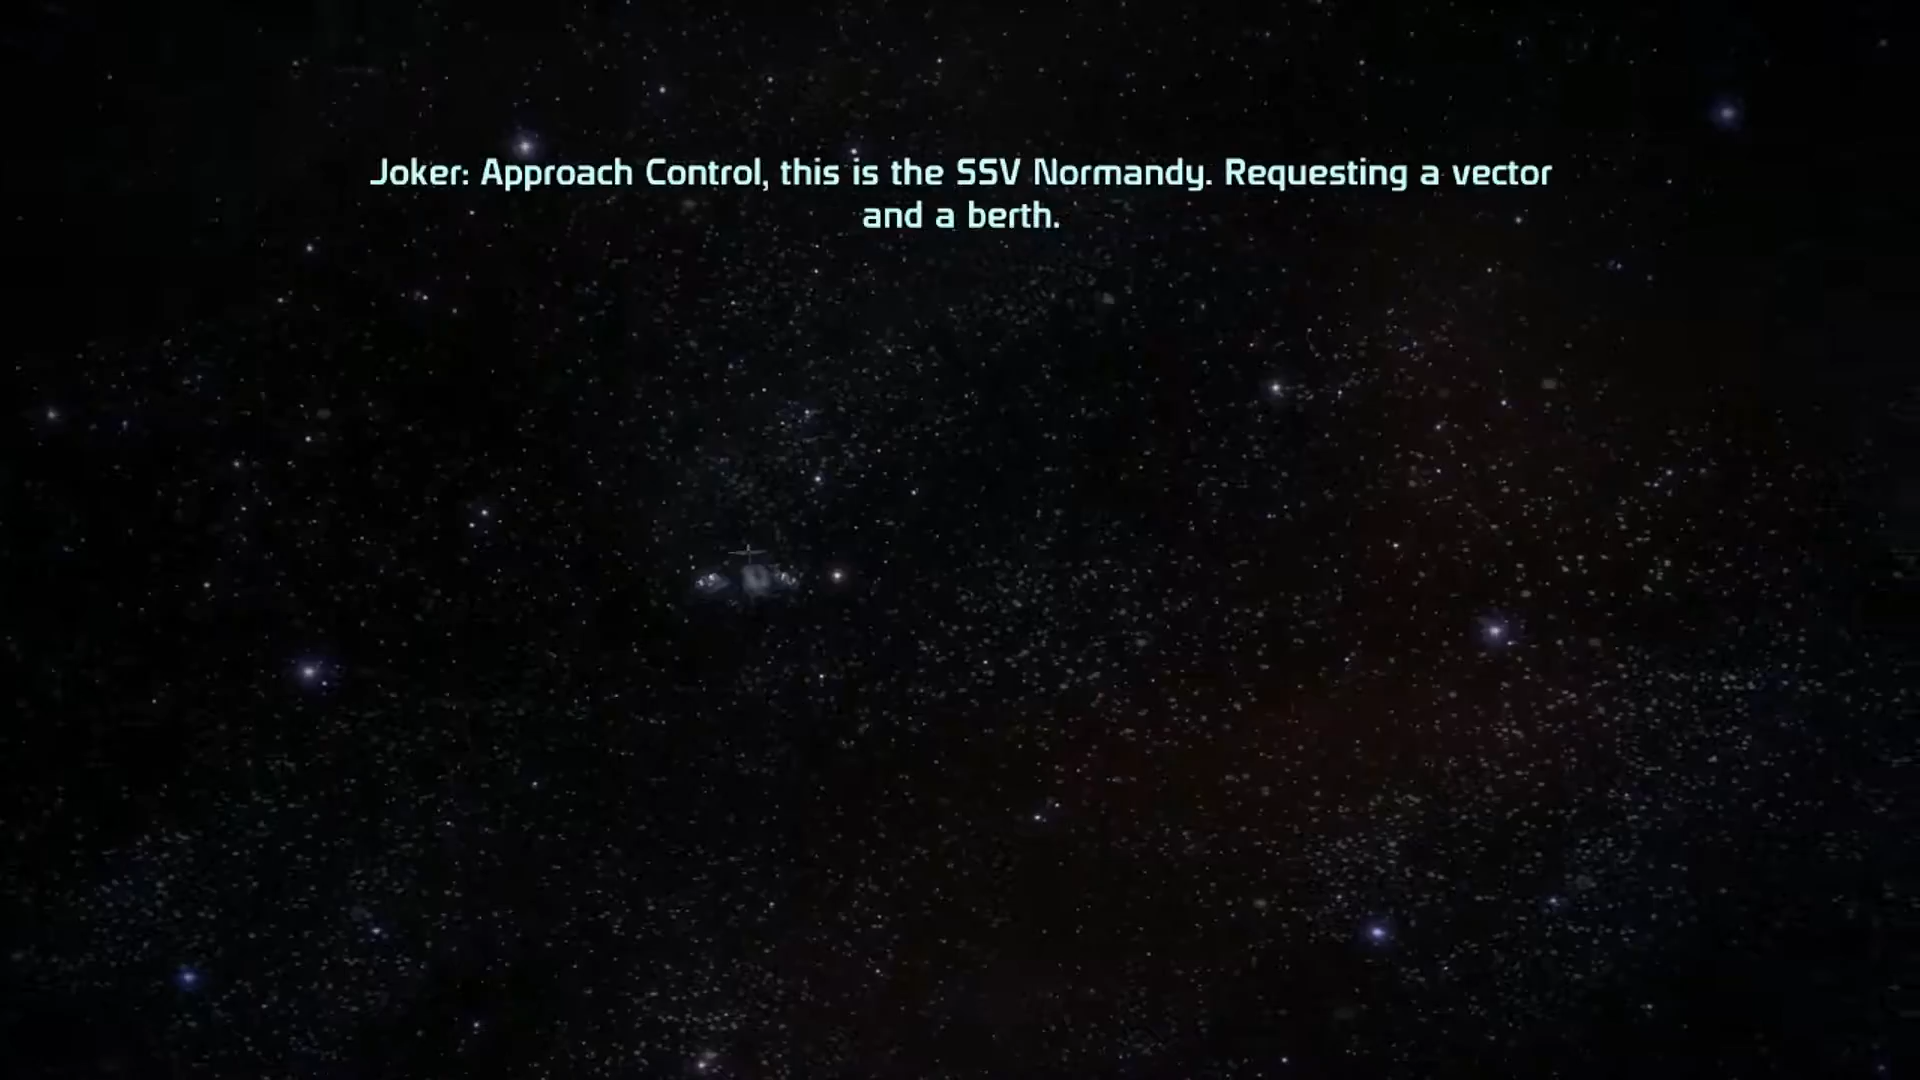 Joker: Approach Control, this is the SSV Normandy. Requesting a vector
and a berth.